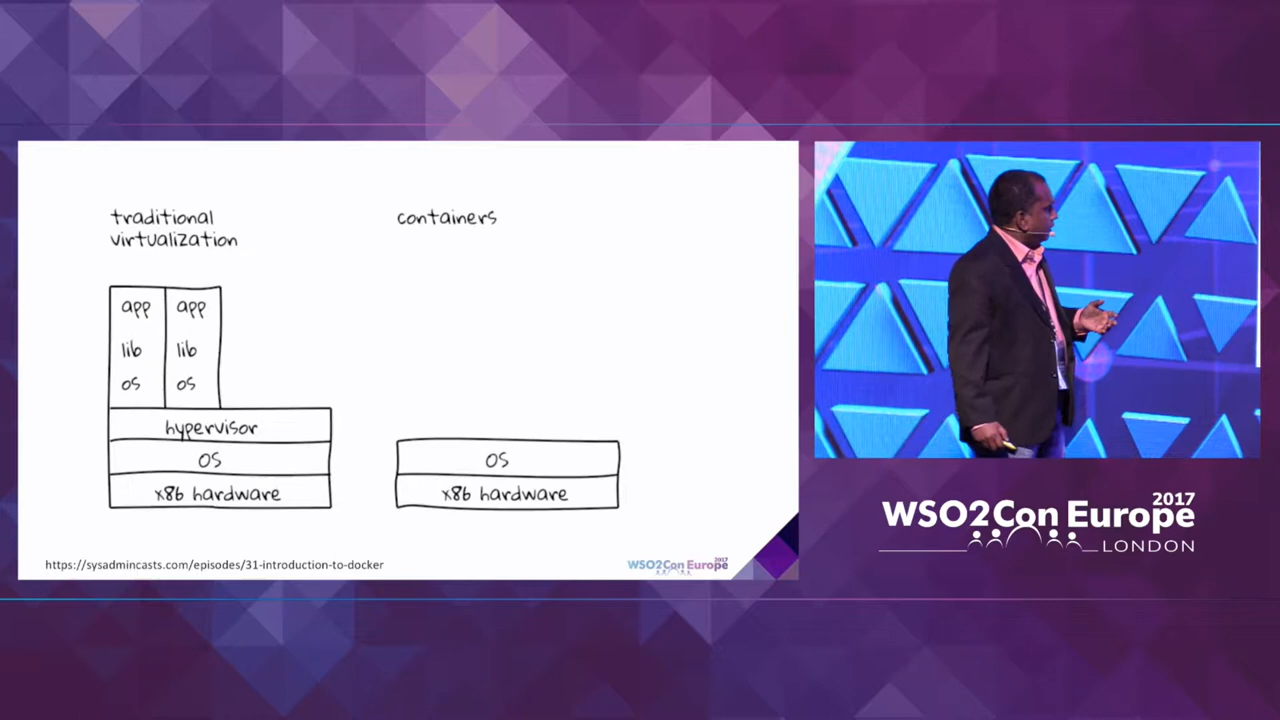 traditional
virtualization
containers
app app
lib lib
os os
hypervisor
os
x86 hardware
os
x86 hardware
https://sysadmincasts.com/episodes/31-introduction-to-docker
WSO2Con Europe 2017
WSO2Con Europe 2017
LONDON